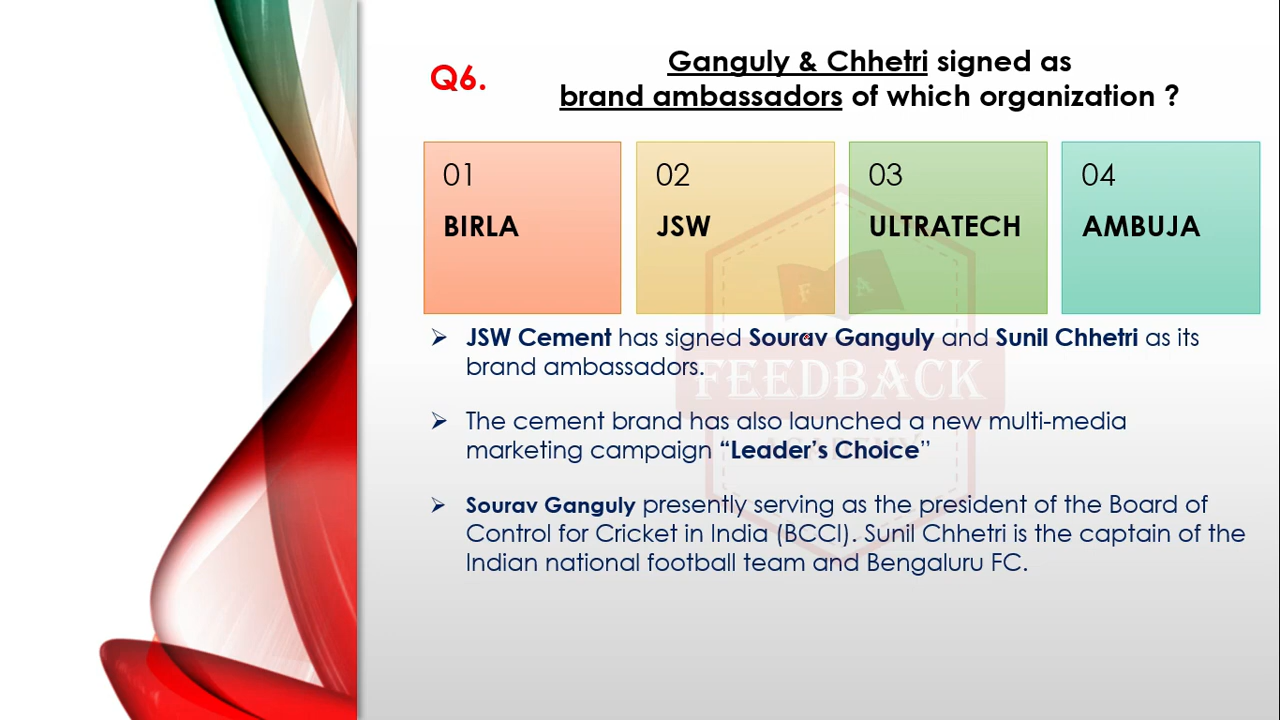 Q6.
Ganguly & Chhetri signed as
brand ambassadors of which organization ?
01
BIRLA
02
JSW
03
ULTRATECH
04
AMBUJA
F A
FEEDBACK
ACADEMY
➢ JSW Cement has signed Sourav Ganguly and Sunil Chhetri as its
brand ambassadors.
➢ The cement brand has also launched a new multi-media
marketing campaign “Leader’s Choice”
➢ Sourav Ganguly presently serving as the president of the Board of
Control for Cricket in India (BCCI). Sunil Chhetri is the captain of the
Indian national football team and Bengaluru FC.